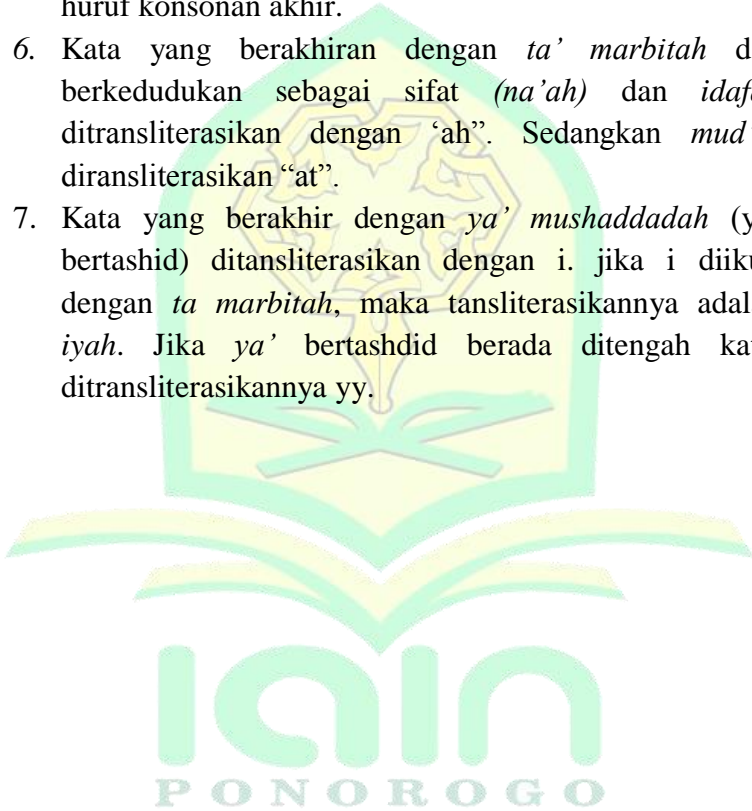 huruf konsonan akhir.
6. Kata yang berakhiran dengan ta’ marbitah d
berkedudukan sebagai sifat (na’ah) dan idaf
ditransliterasikan dengan ‘ah”. Sedangkan mud
diransliterasikan “at”.
7. Kata yang berakhir dengan ya’ mushaddadah (y
bertashid) ditansliterasikan dengan i. jika i diiku
dengan ta marbitah, maka tansliterasikannya adal
iyah. Jika ya’ bertashdid berada ditengah ka
ditransliterasikannya yy.
iain
PONOROGO